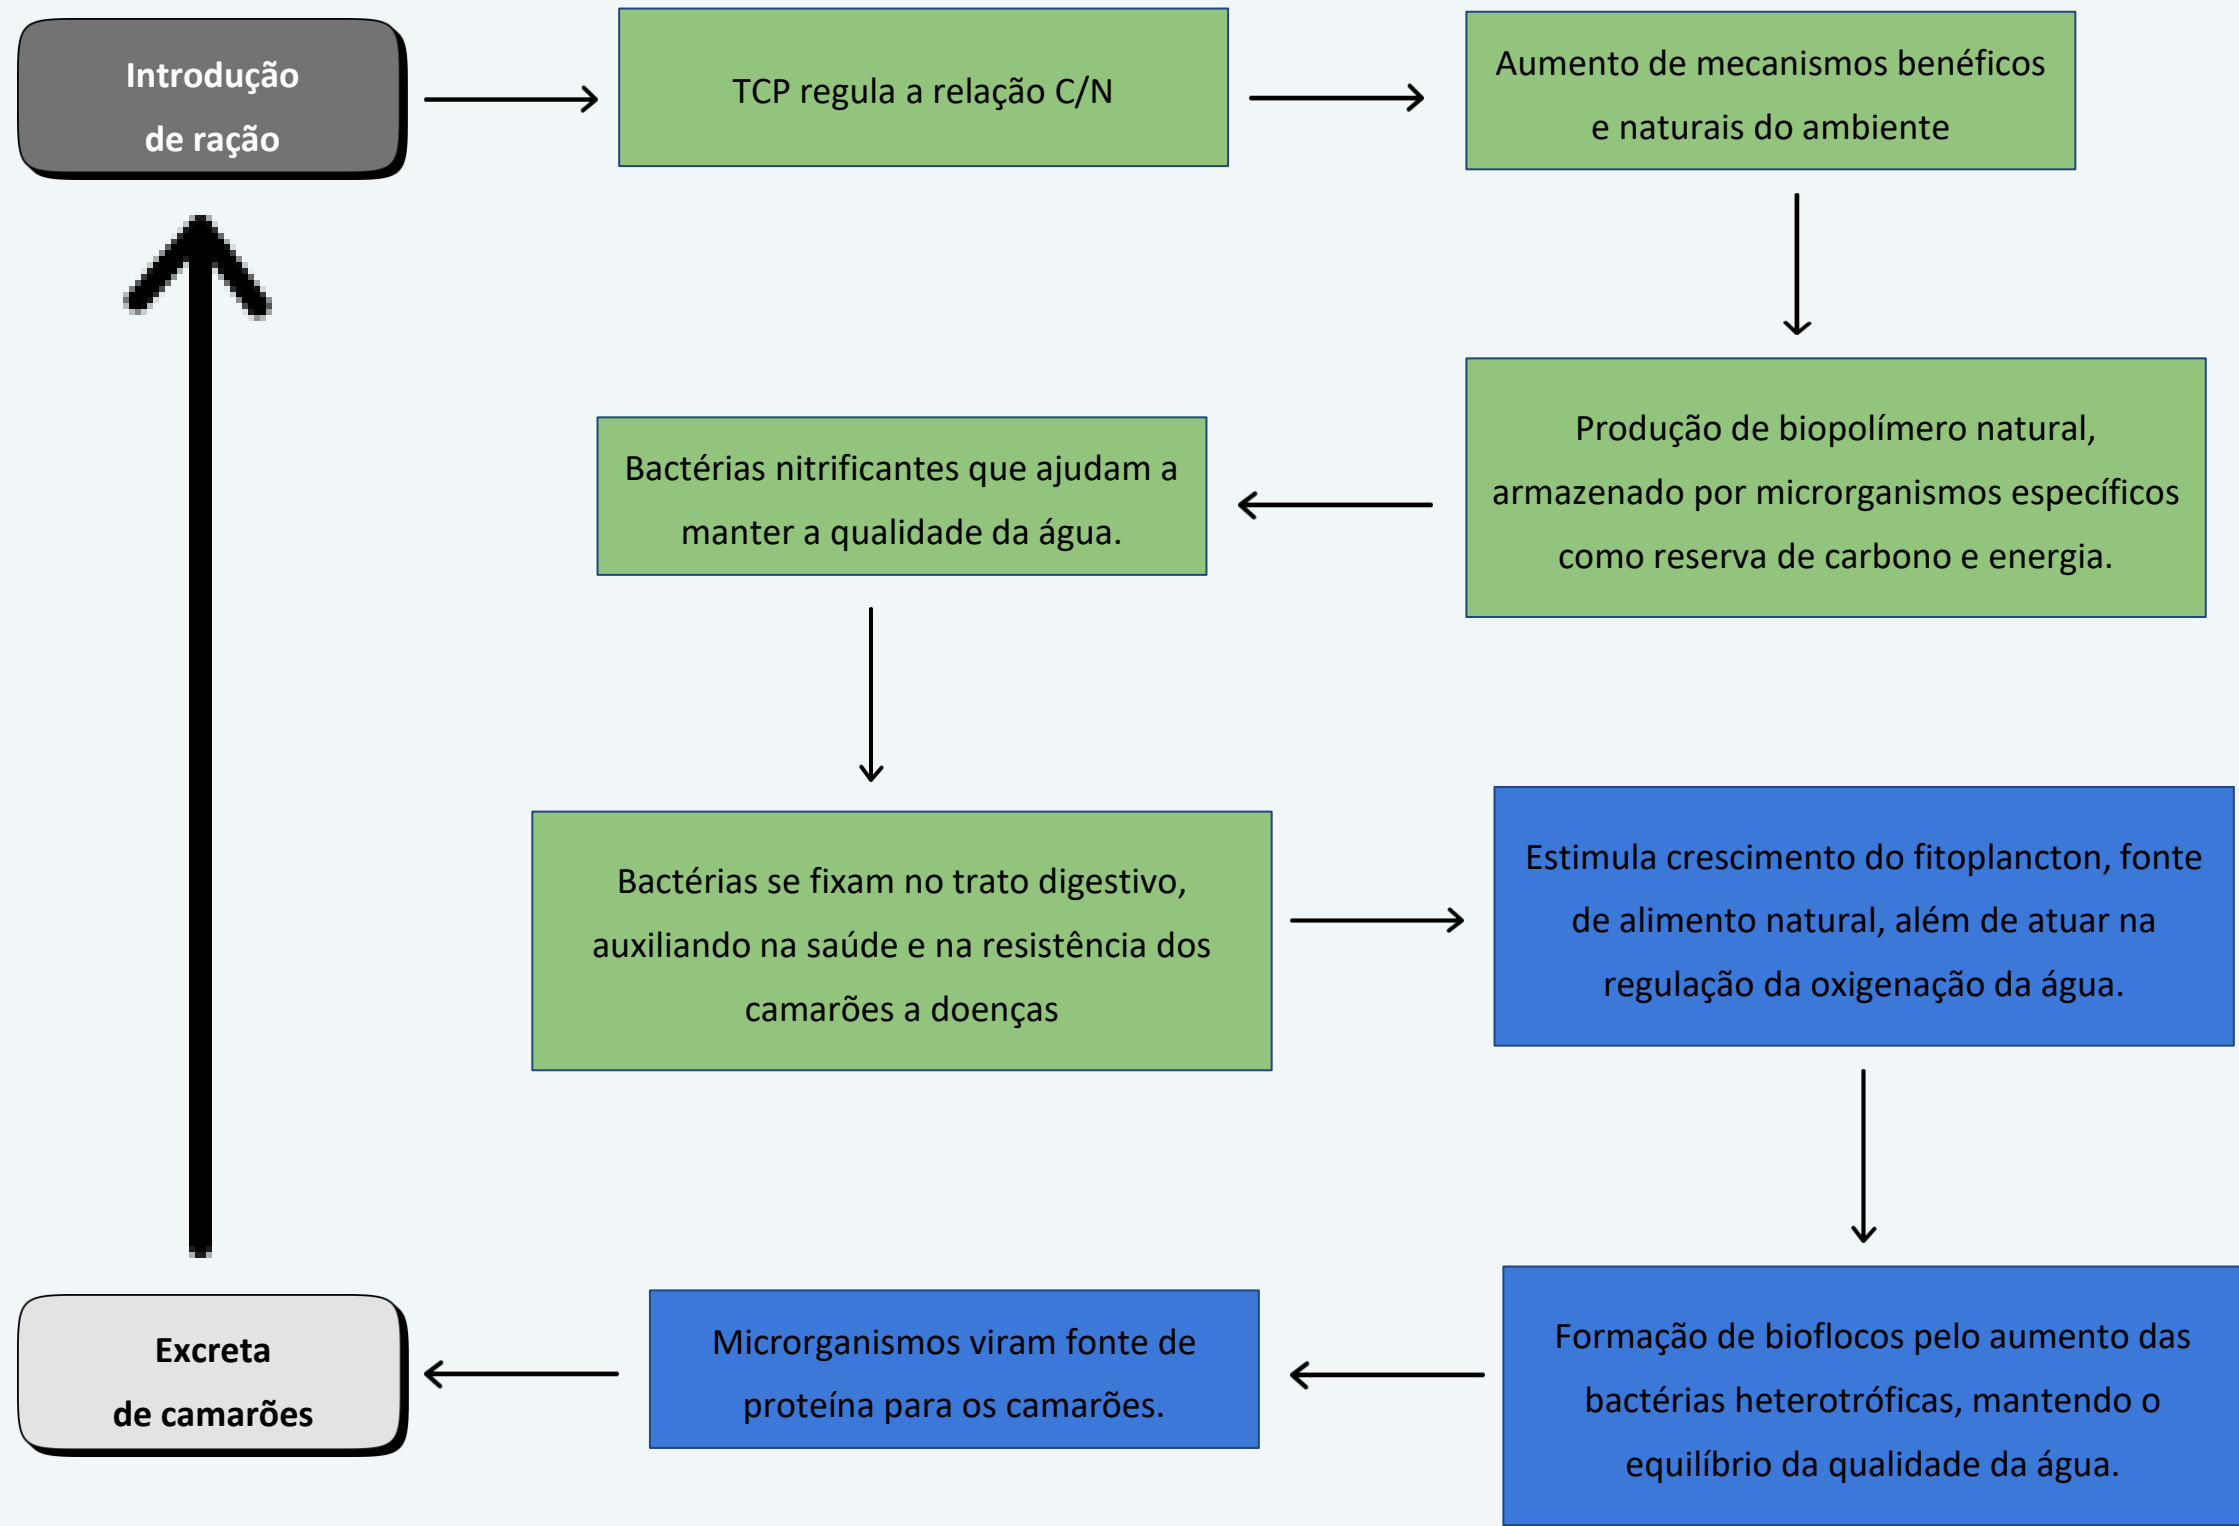 Introdução
de ração
TCP regula a relação C/N
Aumento de mecanismos benéficos
e naturais do ambiente
Produção de biopolímero natural,
armazenado por microrganismos específicos
como reserva de carbono e energia.
Bactérias nitrificantes que ajudam a
manter a qualidade da água.
Bactérias se fixam no trato digestivo,
auxiliando na saúde e na resistência dos
camarões a doenças
Estimula crescimento do fitoplancton, fonte
de alimento natural, além de atuar na
regulação da oxigenação da água.
Formação de bioflocos pelo aumento das
bactérias heterotróficas, mantendo o
equilíbrio da qualidade da água.
Microrganismos viram fonte de
proteína para os camarões.
Excreta
de camarões